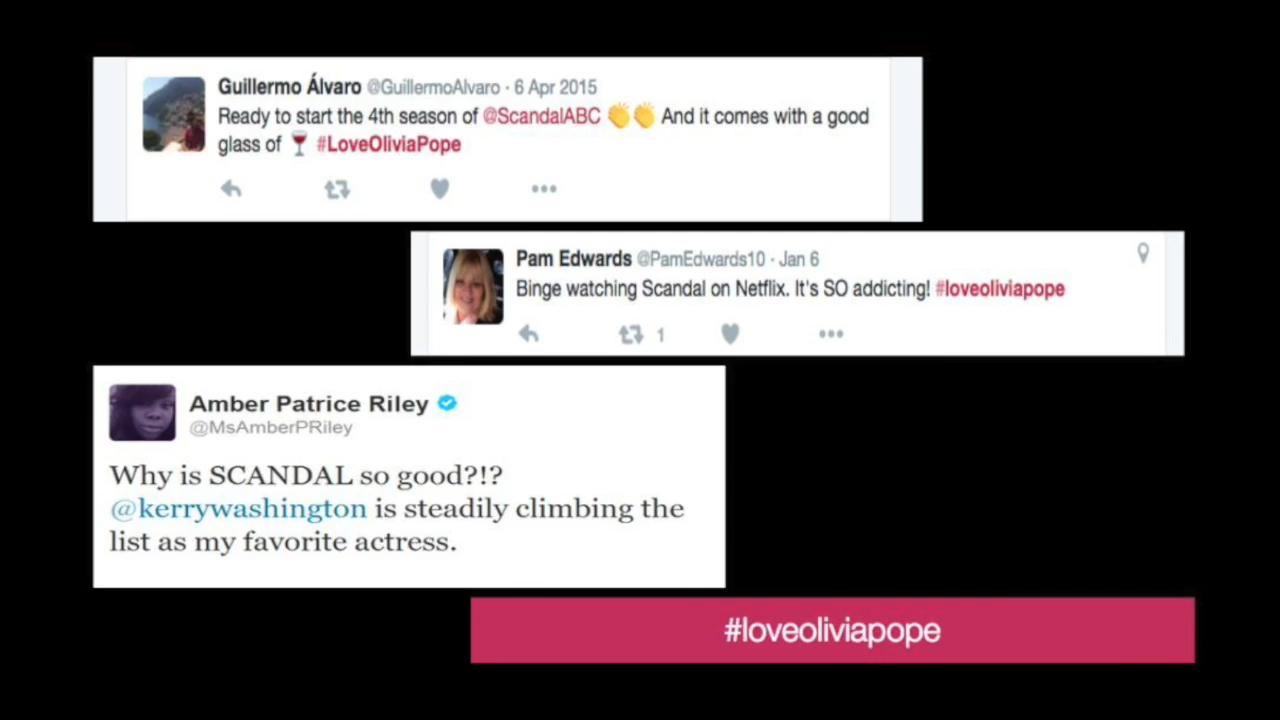 Guillermo Álvaro @GuillermoAlvaro · 6 Apr 2015
Ready to start the 4th season of @ScandalABC 👏👏 And it comes with a good
glass of 🍷 #LoveOliviaPope
Pam Edwards @PamEdwards10 · Jan 6
Binge watching Scandal on Netflix. It's SO addicting! #loveoliviapope
1
Amber Patrice Riley
@MsAmberPRiley
Why is SCANDAL so good?!?
@kerrywashington is steadily climbing the
list as my favorite actress.
#loveoliviapope